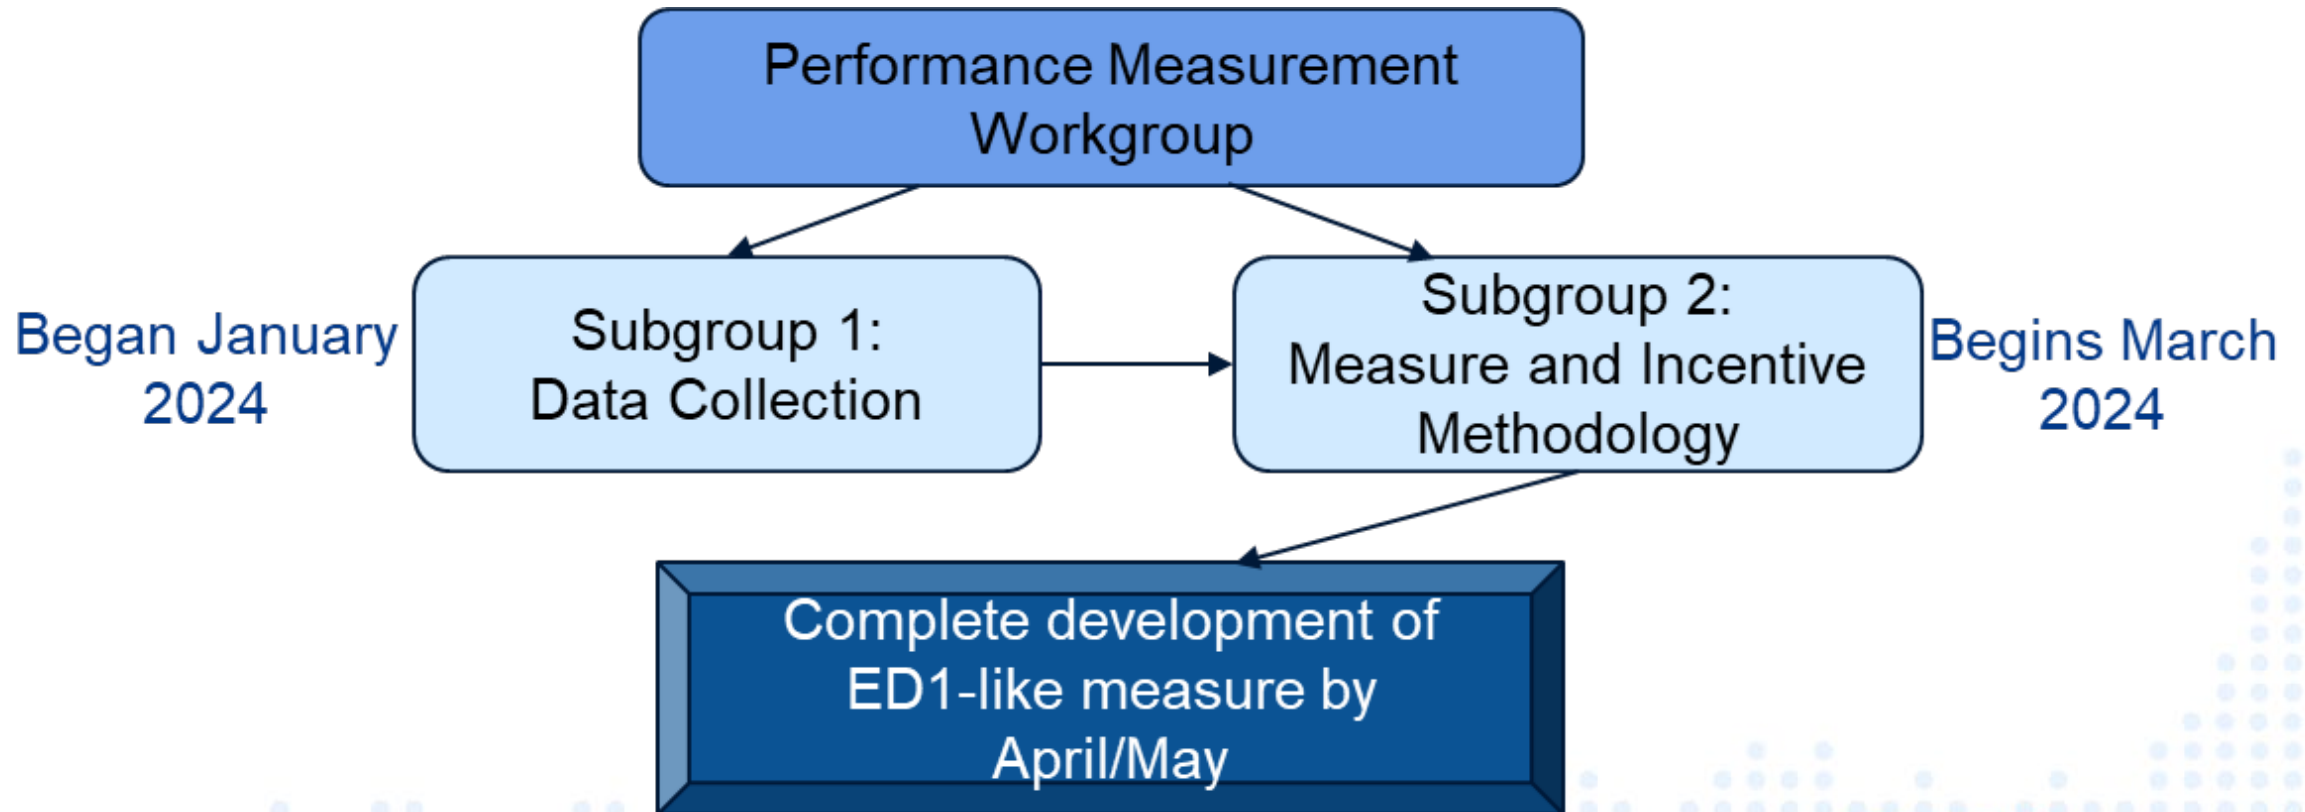 Performance Measurement
Workgroup
Began January
2024
Subgroup 1:
Data Collection
Subgroup 2:
Measure and Incentive
Methodology
Begins March
2024
Complete development of
ED1-like measure by
April/May